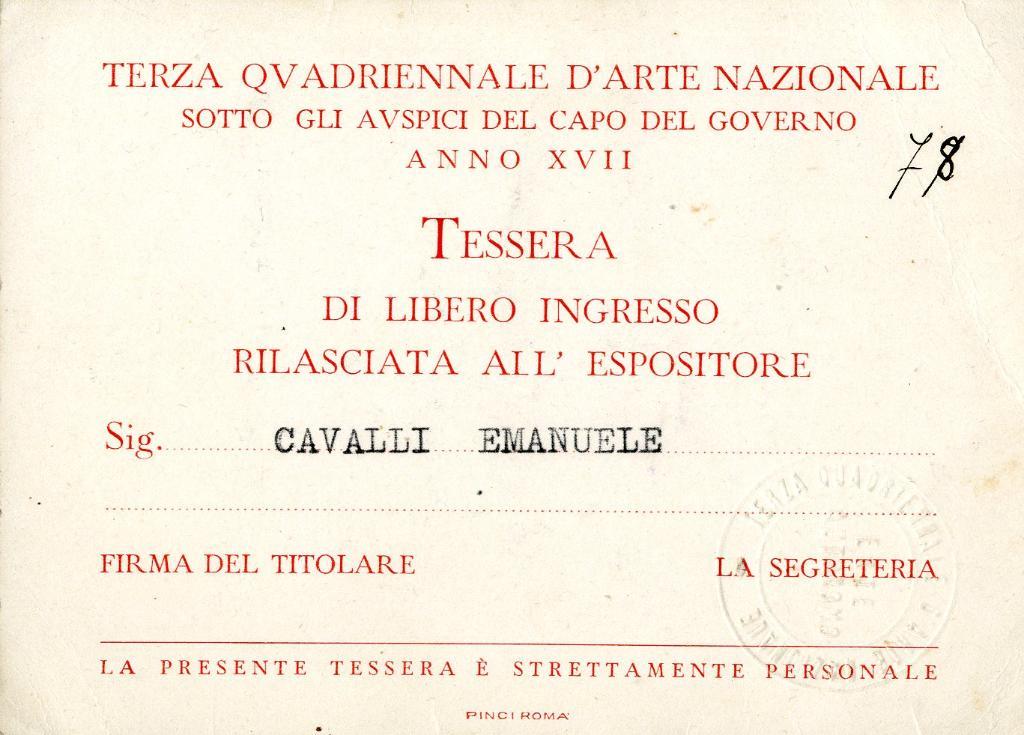 TERZA QVADRIENNALE D'ARTE NAZIONALE
SOTTO GLI AVSPICI DEL CAPO DEL GOVERNO
ANNO XVII
78
TESSERA
DI LIBERO INGRESSO
RILASCIATA ALL' ESPOSITORE
Sig. CAVALLI EMANUELE
FIRMA DEL TITOLARE LA SEGRETERIA
LA PRESENTE TESSERA È STRETTAMENTE PERSONALE
PINCI ROMA